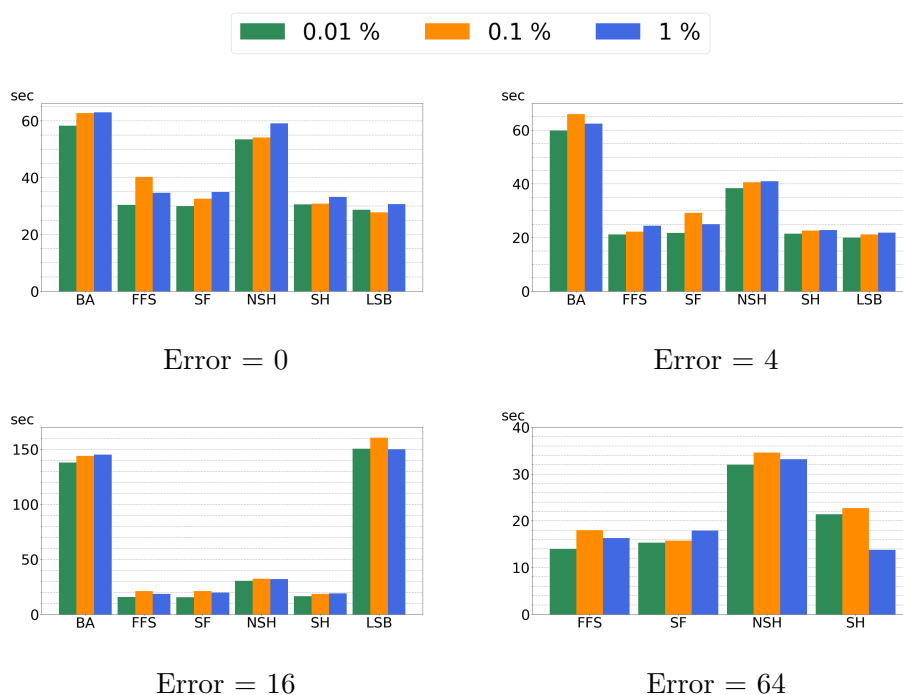 0.01 % 0.1 % 1 %
sec
60
40
20
0
BA FFS SF NSH SH LSB
Error = 0
sec
60
40
20
0
BA FFS SF NSH SH LSB
Error = 4
sec
150
100
50
0
BA FFS SF NSH SH LSB
Error = 16
sec
40
30
20
10
0
FFS SF NSH SH
Error = 64